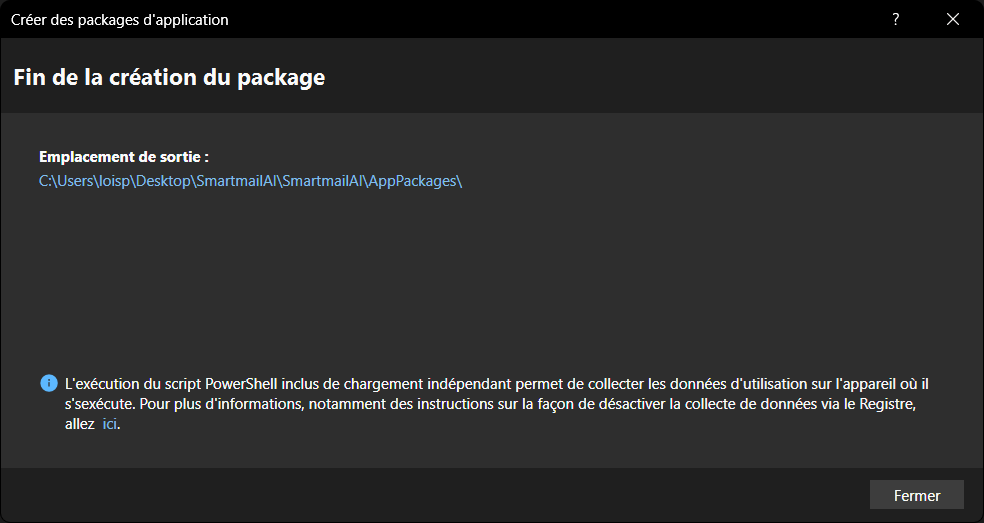 Créer des packages d'application
?
Fin de la création du package
Emplacement de sortie :
C:\Users\loisp\Desktop\SmartmailAI\SmartmailAI\AppPackages\
L'exécution du script PowerShell inclus de chargement indépendant permet de collecter les données d'utilisation sur l'appareil où il
s'sexécute. Pour plus d'informations, notamment des instructions sur la façon de désactiver la collecte de données via le Registre,
allez ici.
Fermer